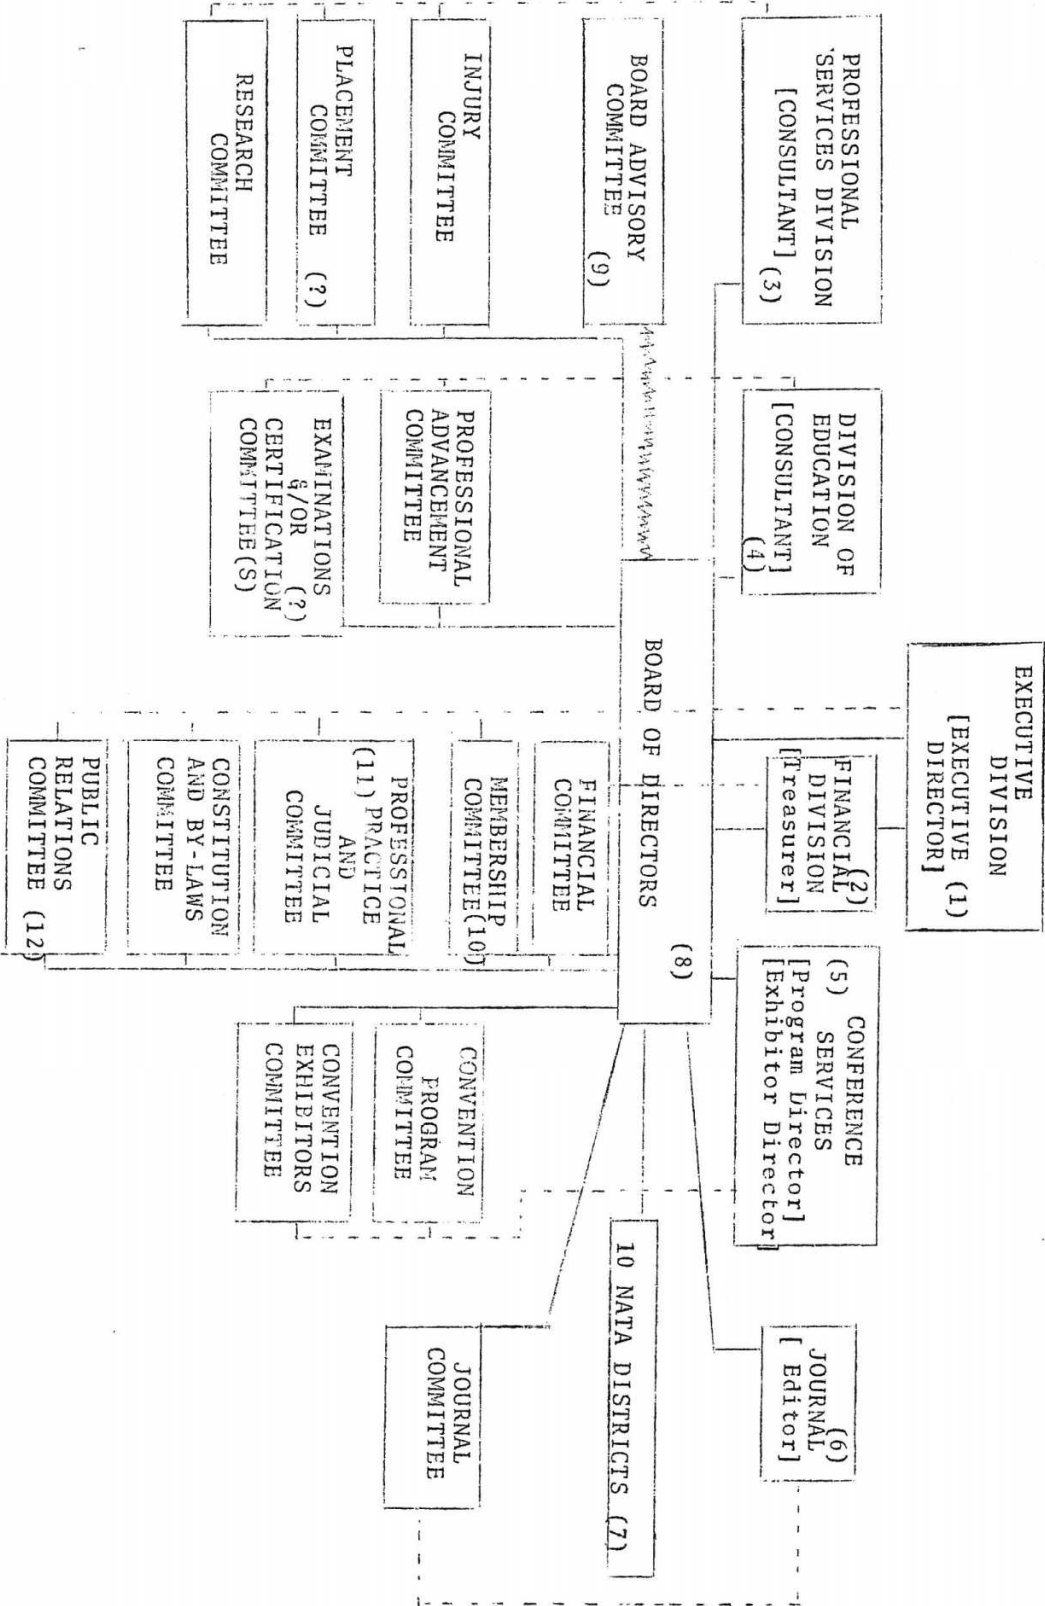 EXECUTIVE
DIVISION
[EXECUTIVE (1)
DIRECTOR]
PROFESSIONAL
SERVICES DIVISION
[CONSULTANT] (3)
DIVISION OF
EDUCATION
[CONSULTANT]
(4)
(2)
FINANCIAL
DIVISION
[Treasurer]
(5) CONFERENCE
SERVICES
[Program Director]
[Exhibitor Director]
(6)
JOURNAL
[ Editor]
BOARD ADVISORY
COMMITTEE
(9)
BOARD OF DIRECTORS (8)
10 NATA DISTRICTS (7)
INJURY
COMMITTEE
PLACEMENT
COMMITTEE (?)
RESEARCH
COMMITTEE
PROFESSIONAL
ADVANCEMENT
COMMITTEE
EXAMINATIONS
&/OR (?)
CERTIFICATION
COMMITTEE(S)
FINANCIAL
COMMITTEE
MEMBERSHIP
COMMITTEE(10)
PROFESSIONAL
(11) PRACTICE
AND
JUDICIAL
COMMITTEE
CONSTITUTION
AND BY-LAWS
COMMITTEE
PUBLIC
RELATIONS
COMMITTEE (12)
CONVENTION
PROGRAM
COMMITTEE
CONVENTION
EXHIBITORS
COMMITTEE
JOURNAL
COMMITTEE